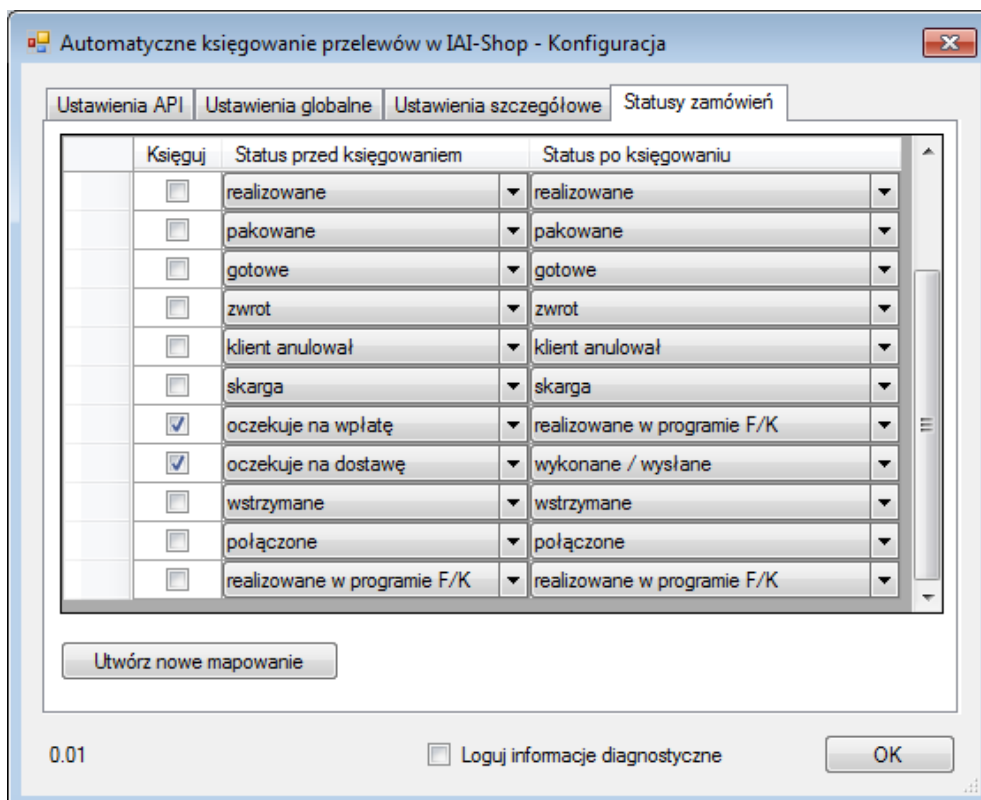 Automatyczne księgowanie przelewów w IAI-Shop - Konfiguracja
Ustawienia API Ustawienia globalne Ustawienia szczegółowe Statusy zamówień
Księguj Status przed księgowaniem Status po księgowaniu
realizowane realizowane
pakowane pakowane
gotowe gotowe
zwrot zwrot
klient anulował klient anulował
skarga skarga
oczekuje na wpłatę realizowane w programie F/K
oczekuje na dostawę wykonane / wysłane
wstrzymane wstrzymane
połączone połączone
realizowane w programie F/K realizowane w programie F/K
Utwórz nowe mapowanie
0.01 Loguj informacje diagnostyczne OK